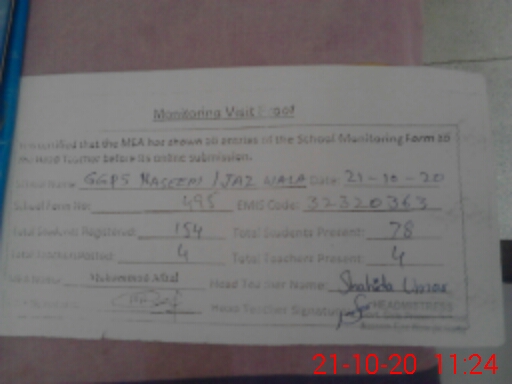 Monitoring Visit Proof
It is certified that the MEA has shown all entries of the School Monitoring Form to
the Head Teacher before its online submission.
School Name: GGPS NASEEM IJAZ WALA Date: 21-10-20
School Form No: 495 EMIS Code: 32320363
Total Students Registered: 154 Total Students Present: 78
Total Teachers Posted: 4 Total Teachers Present: 4
Muhammad Afzal Head Teacher Name: Shahida
Head Teacher Signature
HEADMISTRESS
21-10-20 11:24